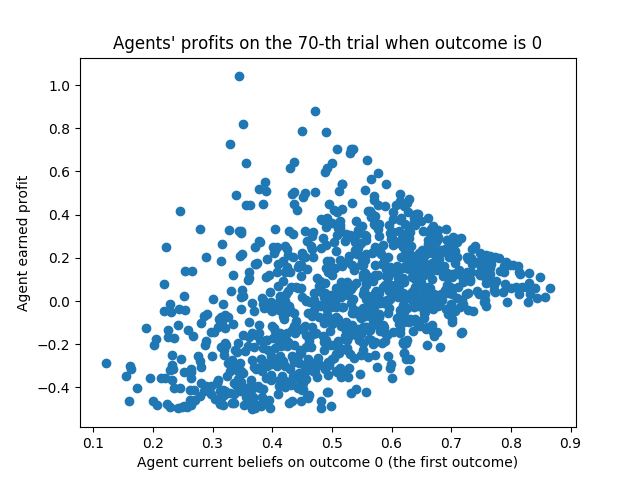 Agents' profits on the 70-th trial when outcome is 0
1.0
0.8
0.6
0.4
0.2
0.0
−0.2
−0.4
Agent earned profit
0.1 0.2 0.3 0.4 0.5 0.6 0.7 0.8 0.9
Agent current beliefs on outcome 0 (the first outcome)